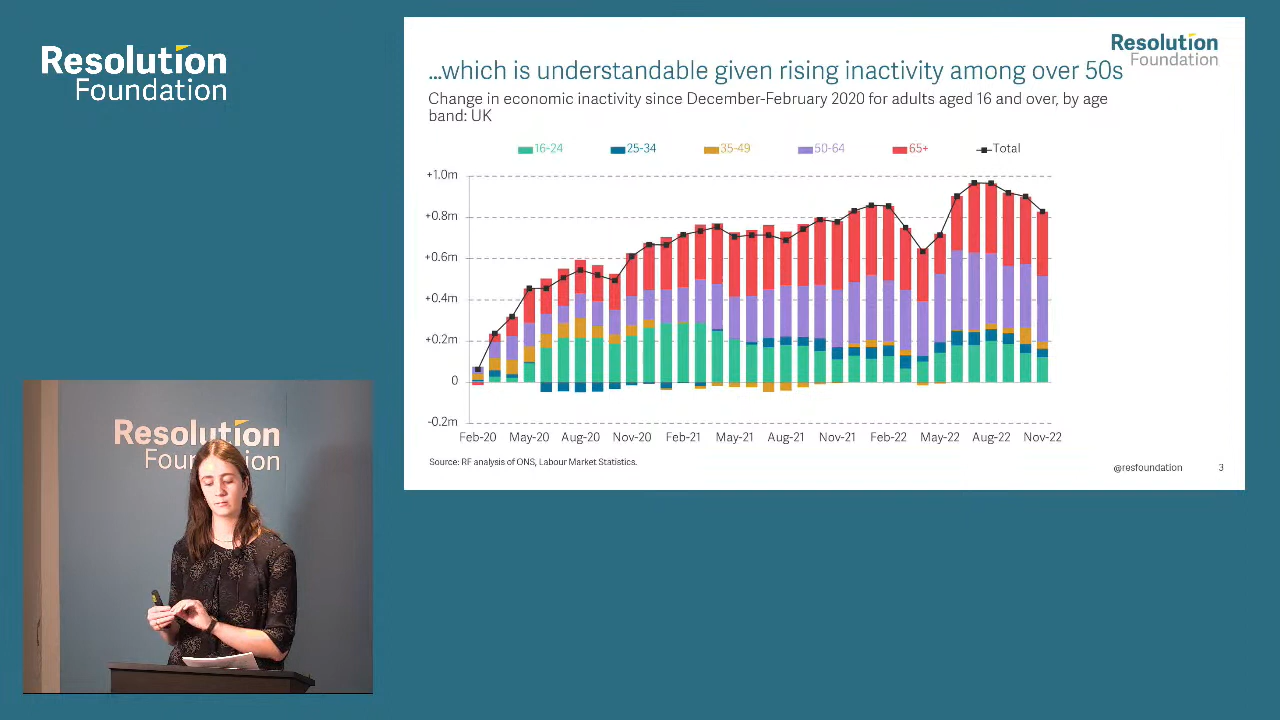 Resolution
Foundation
Resolution
Foundation
...which is understandable given rising inactivity among over 50s
Change in economic inactivity since December-February 2020 for adults aged 16 and over, by age
band: UK
16-24 25-34 35-49 50-64 65+ Total
+1.0m
+0.8m
+0.6m
+0.4m
+0.2m
0
-0.2m
Feb-20 May-20 Aug-20 Nov-20 Feb-21 May-21 Aug-21 Nov-21 Feb-22 May-22 Aug-22 Nov-22
Source: RF analysis of ONS, Labour Market Statistics.
@resfoundation 3
Resolution
Foundation